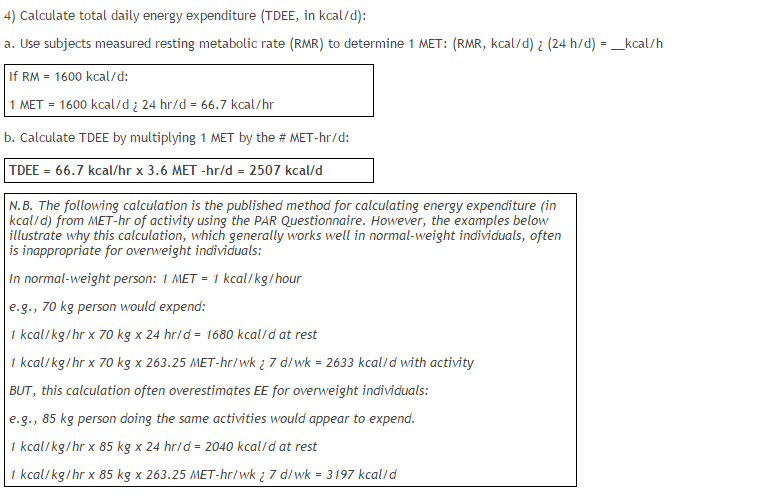 4) Calculate total daily energy expenditure (TDEE, in kcal/d):
a. Use subjects measured resting metabolic rate (RMR) to determine 1 MET: (RMR, kcal/d) ¿ (24 h/d) = __kcal/h
If RM = 1600 kcal/d:
1 MET = 1600 kcal/d ¿ 24 hr/d = 66.7 kcal/hr
b. Calculate TDEE by multiplying 1 MET by the # MET-hr/d:
TDEE = 66.7 kcal/hr x 3.6 MET -hr/d = 2507 kcal/d
N.B. The following calculation is the published method for calculating energy expenditure (in
kcal/d) from MET-hr of activity using the PAR Questionnaire. However, the examples below
illustrate why this calculation, which generally works well in normal-weight individuals, often
is inappropriate for overweight individuals:
In normal-weight person: 1 MET = 1 kcal/kg/hour
e.g., 70 kg person would expend:
1 kcal/kg/hr x 70 kg x 24 hr/d = 1680 kcal/d at rest
1 kcal/kg/hr x 70 kg x 263.25 MET-hr/wk ¿ 7 d/wk = 2633 kcal/d with activity
BUT, this calculation often overestimates EE for overweight individuals:
e.g., 85 kg person doing the same activities would appear to expend.
1 kcal/kg/hr x 85 kg x 24 hr/d = 2040 kcal/d at rest
1 kcal/kg/hr x 85 kg x 263.25 MET-hr/wk ¿ 7 d/wk = 3197 kcal/d